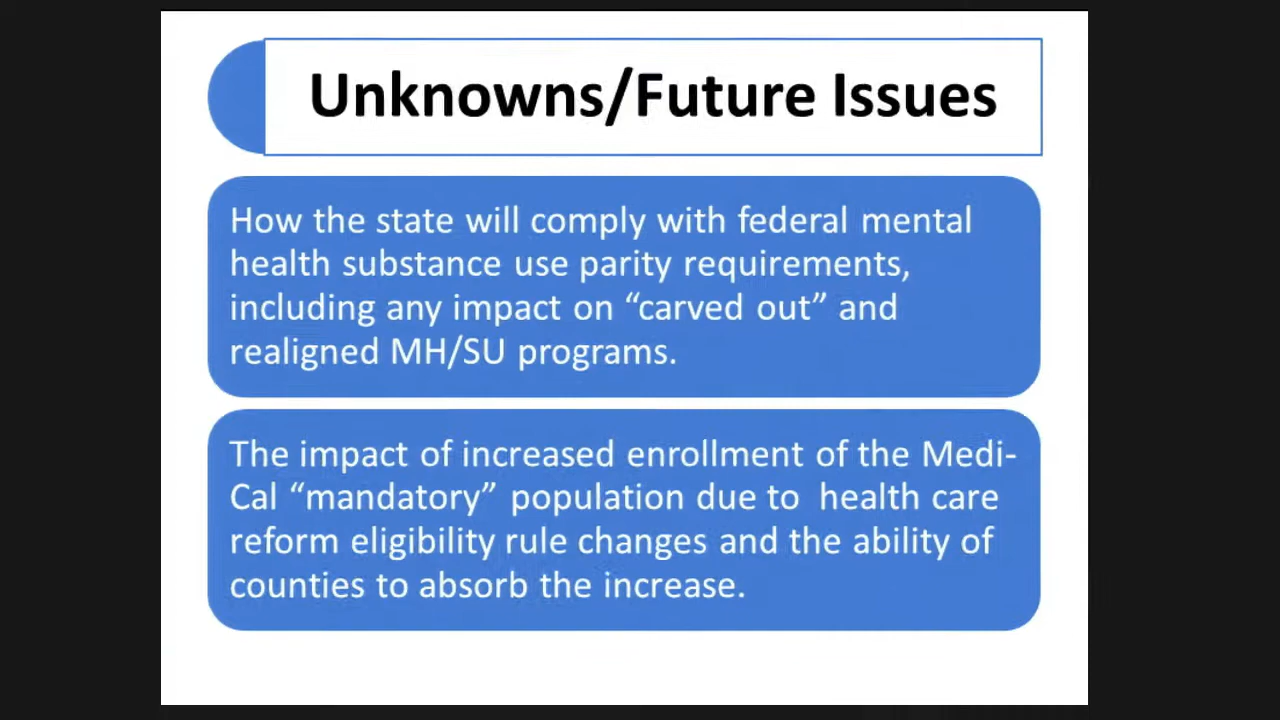 Unknowns/Future Issues
How the state will comply with federal mental
health substance use parity requirements,
including any impact on “carved out” and
realigned MH/SU programs.
The impact of increased enrollment of the Medi-
Cal “mandatory” population due to  health care
reform eligibility rule changes and the ability of
counties to absorb the increase.